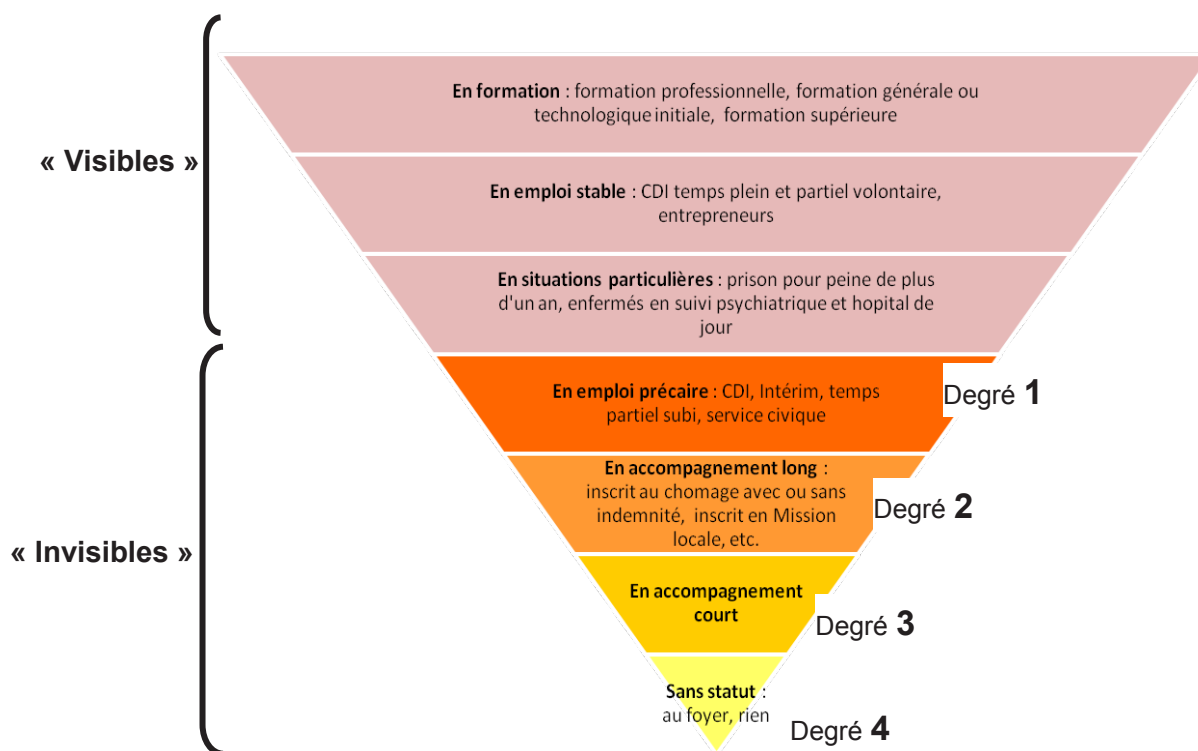 En formation : formation professionnelle, formation générale ou
technologique initiale, formation supérieure
« Visibles »
En emploi stable : CDI temps plein et partiel volontaire,
entrepreneurs
En situations particulières : prison pour peine de plus
d'un an, enfermés en suivi psychiatrique et hopital de
jour
En emploi précaire : CDI, Intérim, temps
partiel subi, service civique
Degré 1
En accompagnement long :
inscrit au chomage avec ou sans
indemnité, inscrit en Mission
locale, etc.
Degré 2
« Invisibles »
En accompagnement
court
Degré 3
Sans statut :
au foyer, rien
Degré 4